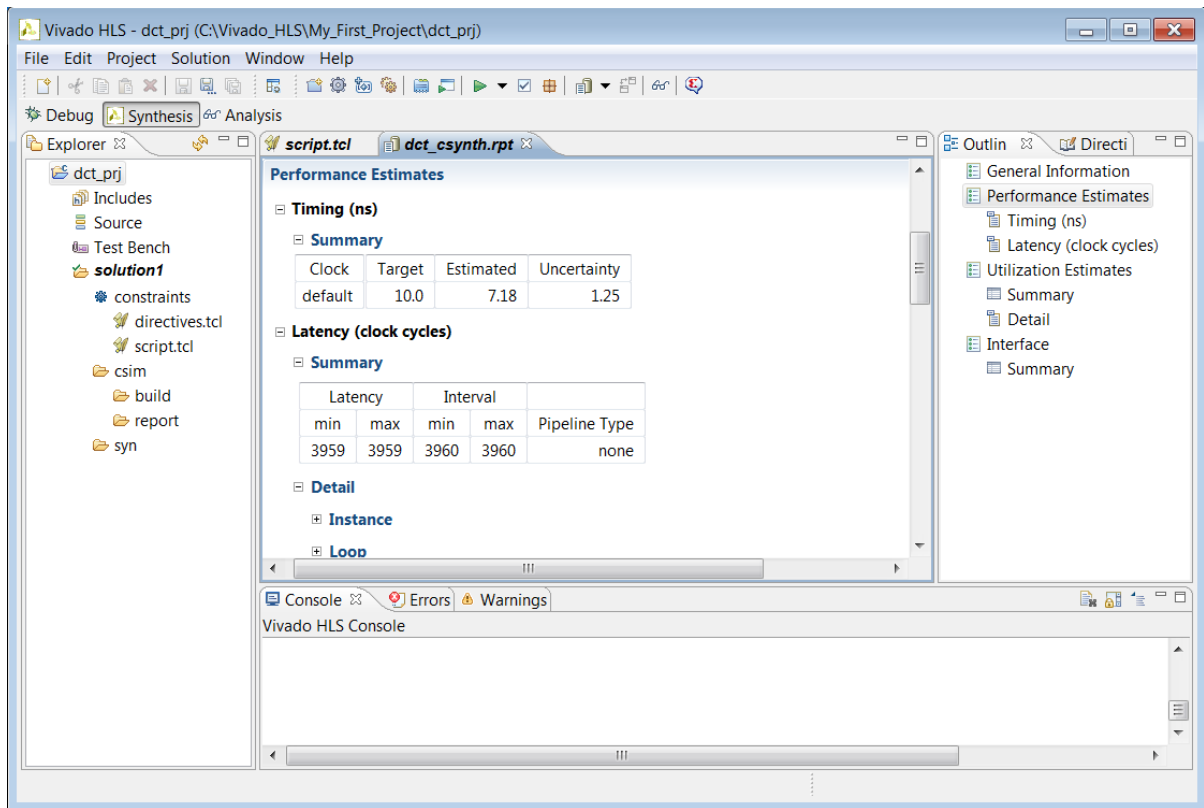 Vivado HLS - dct_prj (C:\Vivado_HLS\My_First_Project\dct_prj)
File Edit Project Solution Window Help
Debug Synthesis Analysis
Explorer
dct_prj
Includes
Source
Test Bench
solution1
constraints
directives.tcl
script.tcl
csim
build
report
syn
script.tcl dct_csynth.rpt
Performance Estimates
Timing (ns)
Summary
Clock Target Estimated Uncertainty
default 10.0 7.18 1.25
Latency (clock cycles)
Summary
Latency Interval
min max min max Pipeline Type
3959 3959 3960 3960 none
Detail
Instance
Loop
Outlin Directi
General Information
Performance Estimates
Timing (ns)
Latency (clock cycles)
Utilization Estimates
Summary
Detail
Interface
Summary
Console Errors Warnings
Vivado HLS Console